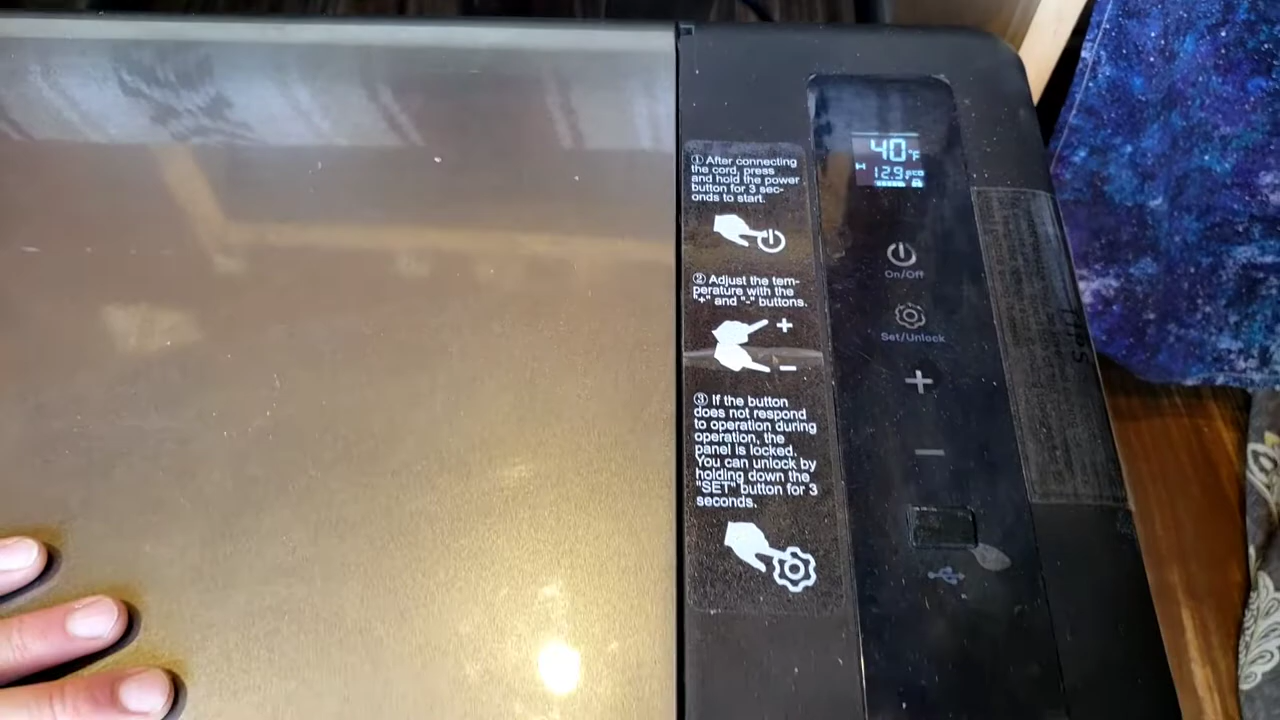 ① After connecting
the cord, press
and hold the power
button for 3 sec-
onds to start.
② Adjust the tem-
perature with the
"+" and "-" buttons.
+
-
③ If the button
does not respond
to operation during
operation, the
panel is locked.
You can unlock by
holding down the
"SET" button for 3
seconds.
40°F
H 12.9v ECO
On/Off
Set/Unlock
+
-